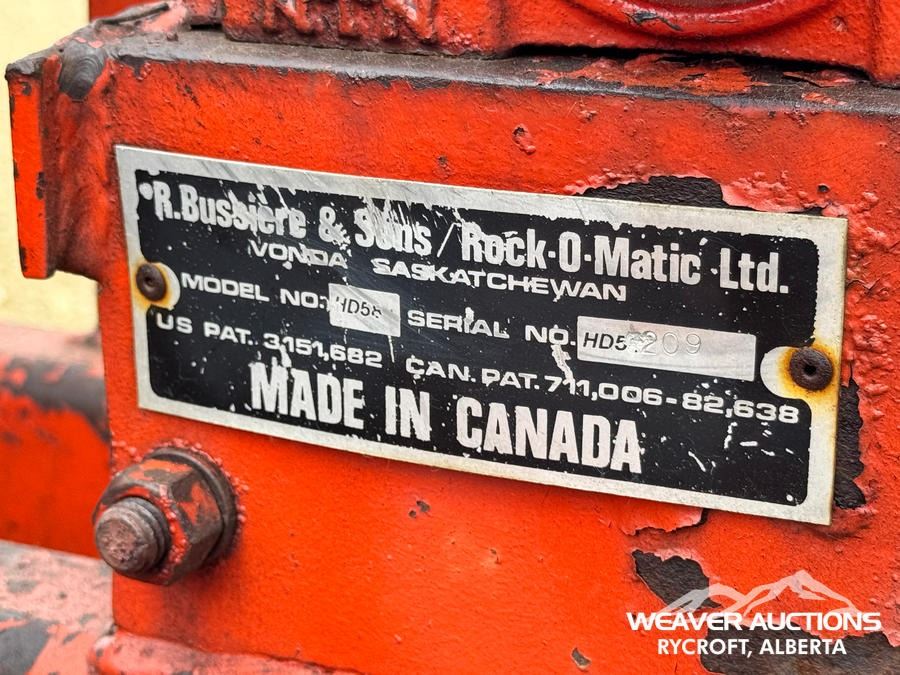 R.Bussiere & Sons / Rock-O-Matic Ltd.
VONDA SASKATCHEWAN
MODEL NO: HD58 SERIAL NO. 209
US PAT. 3,151,682 CAN. PAT. 711,006-82,638
MADE IN CANADA
WEAVER AUCTIONS
RYCROFT, ALBERTA